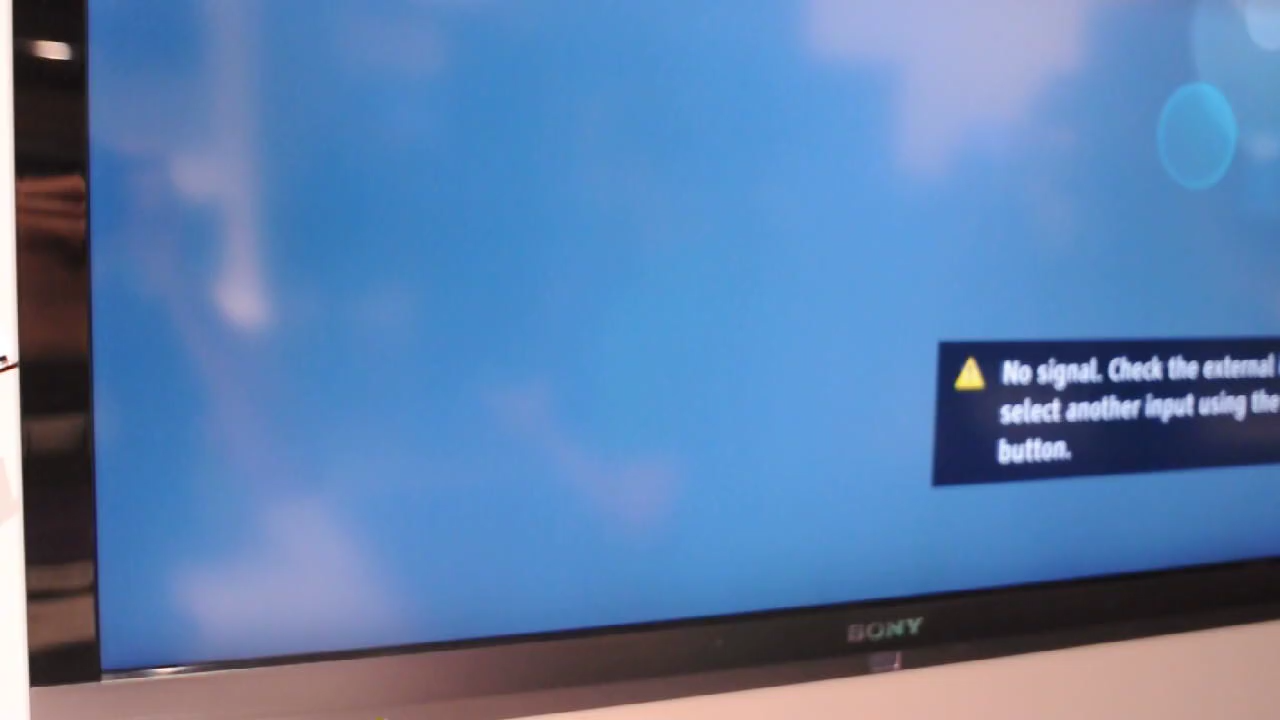 No signal. Check the external
select another input using the
button.
SONY